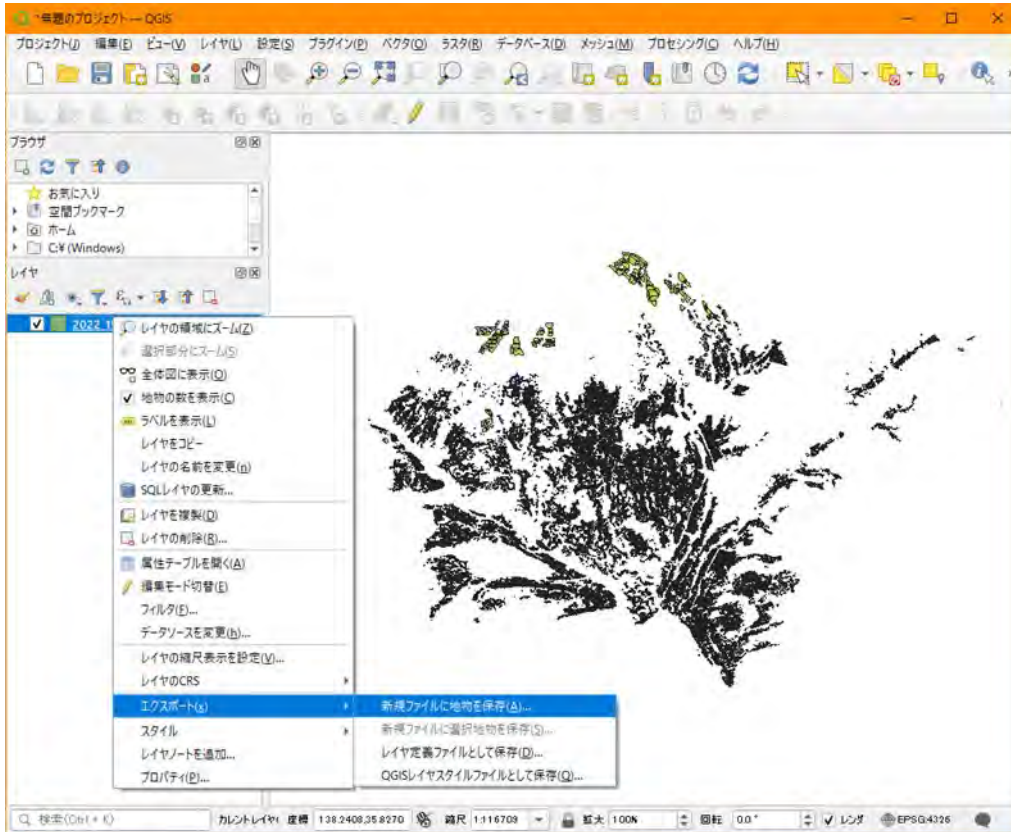 *無題のプロジェクト — QGIS
プロジェクト(J) 編集(E) ビュー(V) レイヤ(L) 設定(S) プラグイン(P) ベクタ(O) ラスタ(R) データベース(D) メッシュ(M) プロセシング(C) ヘルプ(H)
ブラウザ
お気に入り
空間ブックマーク
ホーム
C:¥ (Windows)
レイヤ
2022_1
レイヤの領域にズーム(Z)
選択部分にズーム(S)
全体図に表示(O)
地物の数を表示(C)
ラベルを表示(L)
レイヤをコピー
レイヤの名前を変更(n)
SQLレイヤの更新...
レイヤを複製(D)
レイヤの削除(R)...
属性テーブルを開く(A)
編集モード切替(E)
フィルタ(F)...
データソースを変更(h)...
レイヤの縮尺表示を設定(V)...
レイヤのCRS
エクスポート(x)
スタイル
レイヤノートを追加...
プロパティ(P)...
新規ファイルに地物を保存(A)...
新規ファイルに選択地物を保存(S)...
レイヤ定義ファイルとして保存(D)...
QGISレイヤスタイルファイルとして保存(Q)...
検索(Ctrl + K) カレントレイヤ 座標 138.2408,35.8270 縮尺 1:116709 拡大 100% 回転 0.0° レンダ EPSG:4326